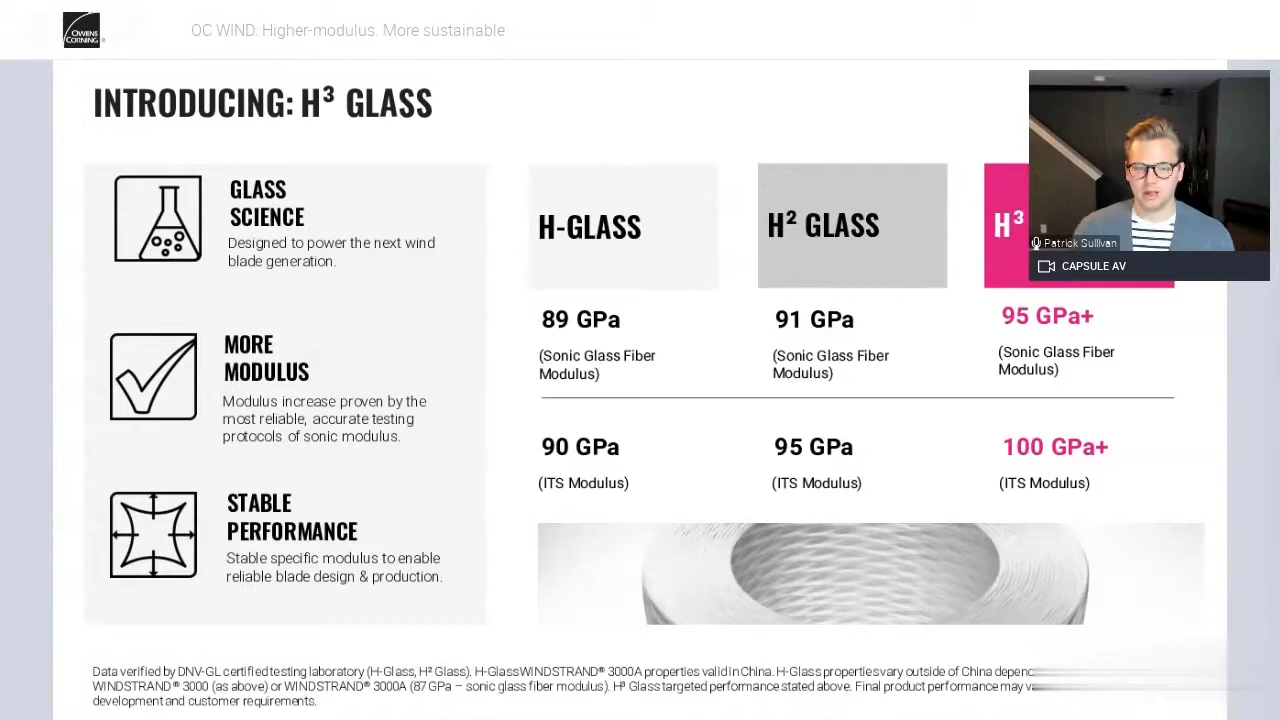 OWENS
CORNING
OC WIND: Higher-modulus. More sustainable
INTRODUCING: H³ GLASS
GLASS
SCIENCE
Designed to power the next wind
blade generation.
MORE
MODULUS
Modulus increase proven by the
most reliable, accurate testing
protocols of sonic modulus.
STABLE
PERFORMANCE
Stable specific modulus to enable
reliable blade design & production.
H-GLASS
H² GLASS
H³
89 GPa
91 GPa
95 GPa+
(Sonic Glass Fiber
Modulus)
(Sonic Glass Fiber
Modulus)
(Sonic Glass Fiber
Modulus)
90 GPa
95 GPa
100 GPa+
(ITS Modulus)
(ITS Modulus)
(ITS Modulus)
Patrick Sullivan
CAPSULE AV
Data verified by DNV-GL certified testing laboratory (H-Glass, H² Glass). H-Glass WINDSTRAND® 3000A properties valid in China. H-Glass properties vary outside of China
WINDSTRAND® 3000 (as above) or WINDSTRAND® 3000A (87 GPa – sonic glass fiber modulus). H³ Glass targeted performance stated above. Final product performance may
development and customer requirements.